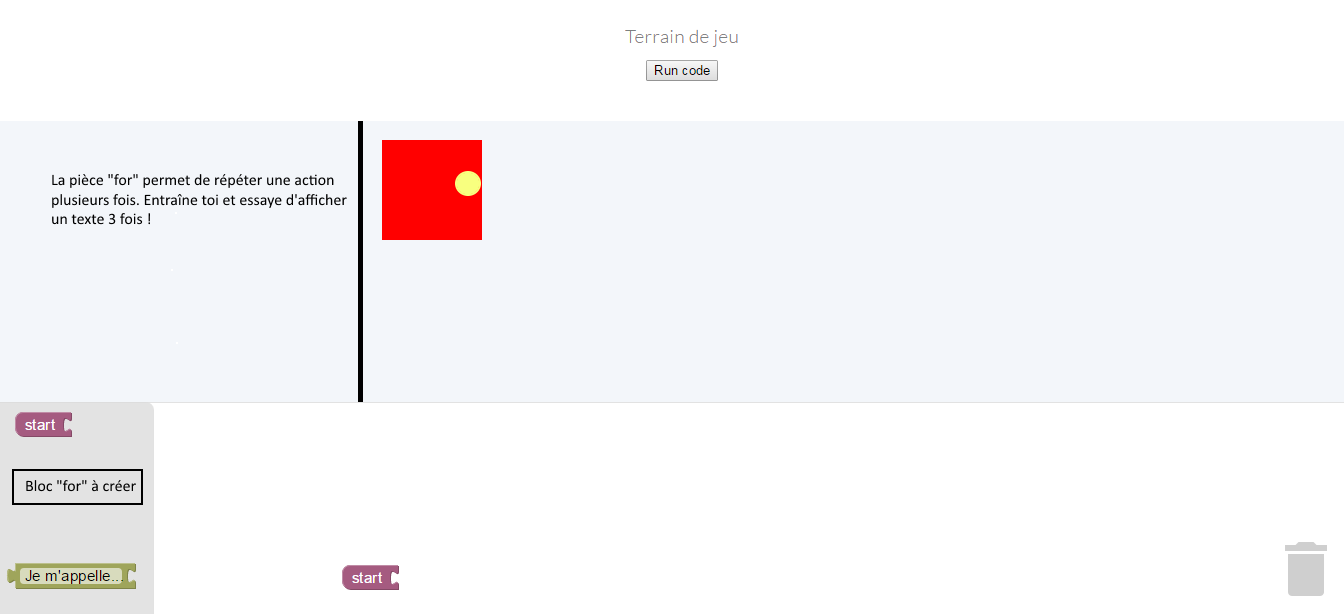 Terrain de jeu
Run code
La pièce "for" permet de répéter une action
plusieurs fois. Entraîne toi et essaye d'afficher
un texte 3 fois !
start
Bloc "for" à créer
Je m'appelle...
start